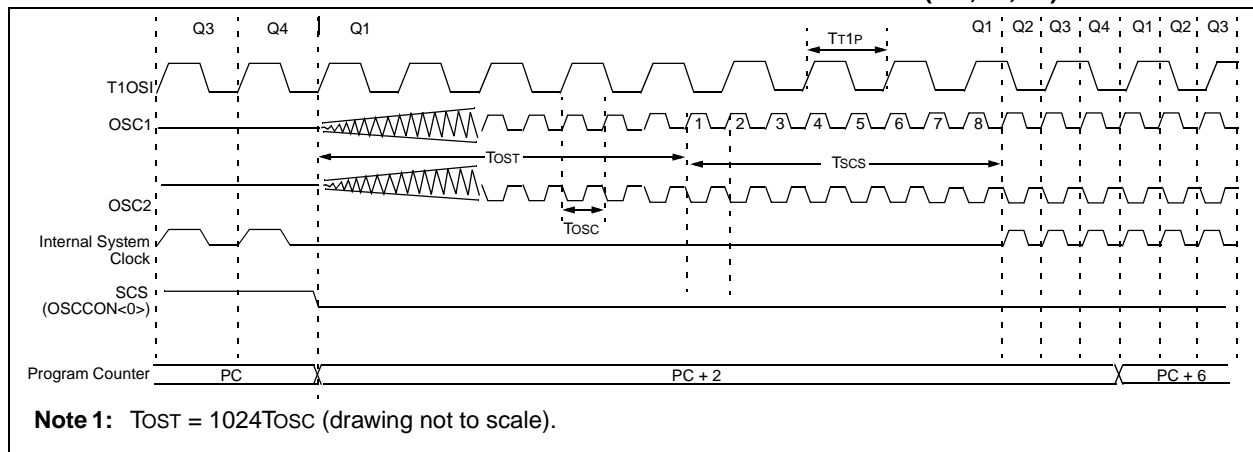 Q3 Q4 Q1 Q1 Q2 Q3 Q4 Q1 Q2 Q3
TT1P
T1OSI
OSC1
1 2 3 4 5 6 7 8
TOST TSCS
OSC2
TOSC
Internal System
Clock
SCS
(OSCCON<0>)
Program Counter PC PC + 2 PC + 6
Note 1: TOST = 1024TOSC (drawing not to scale).